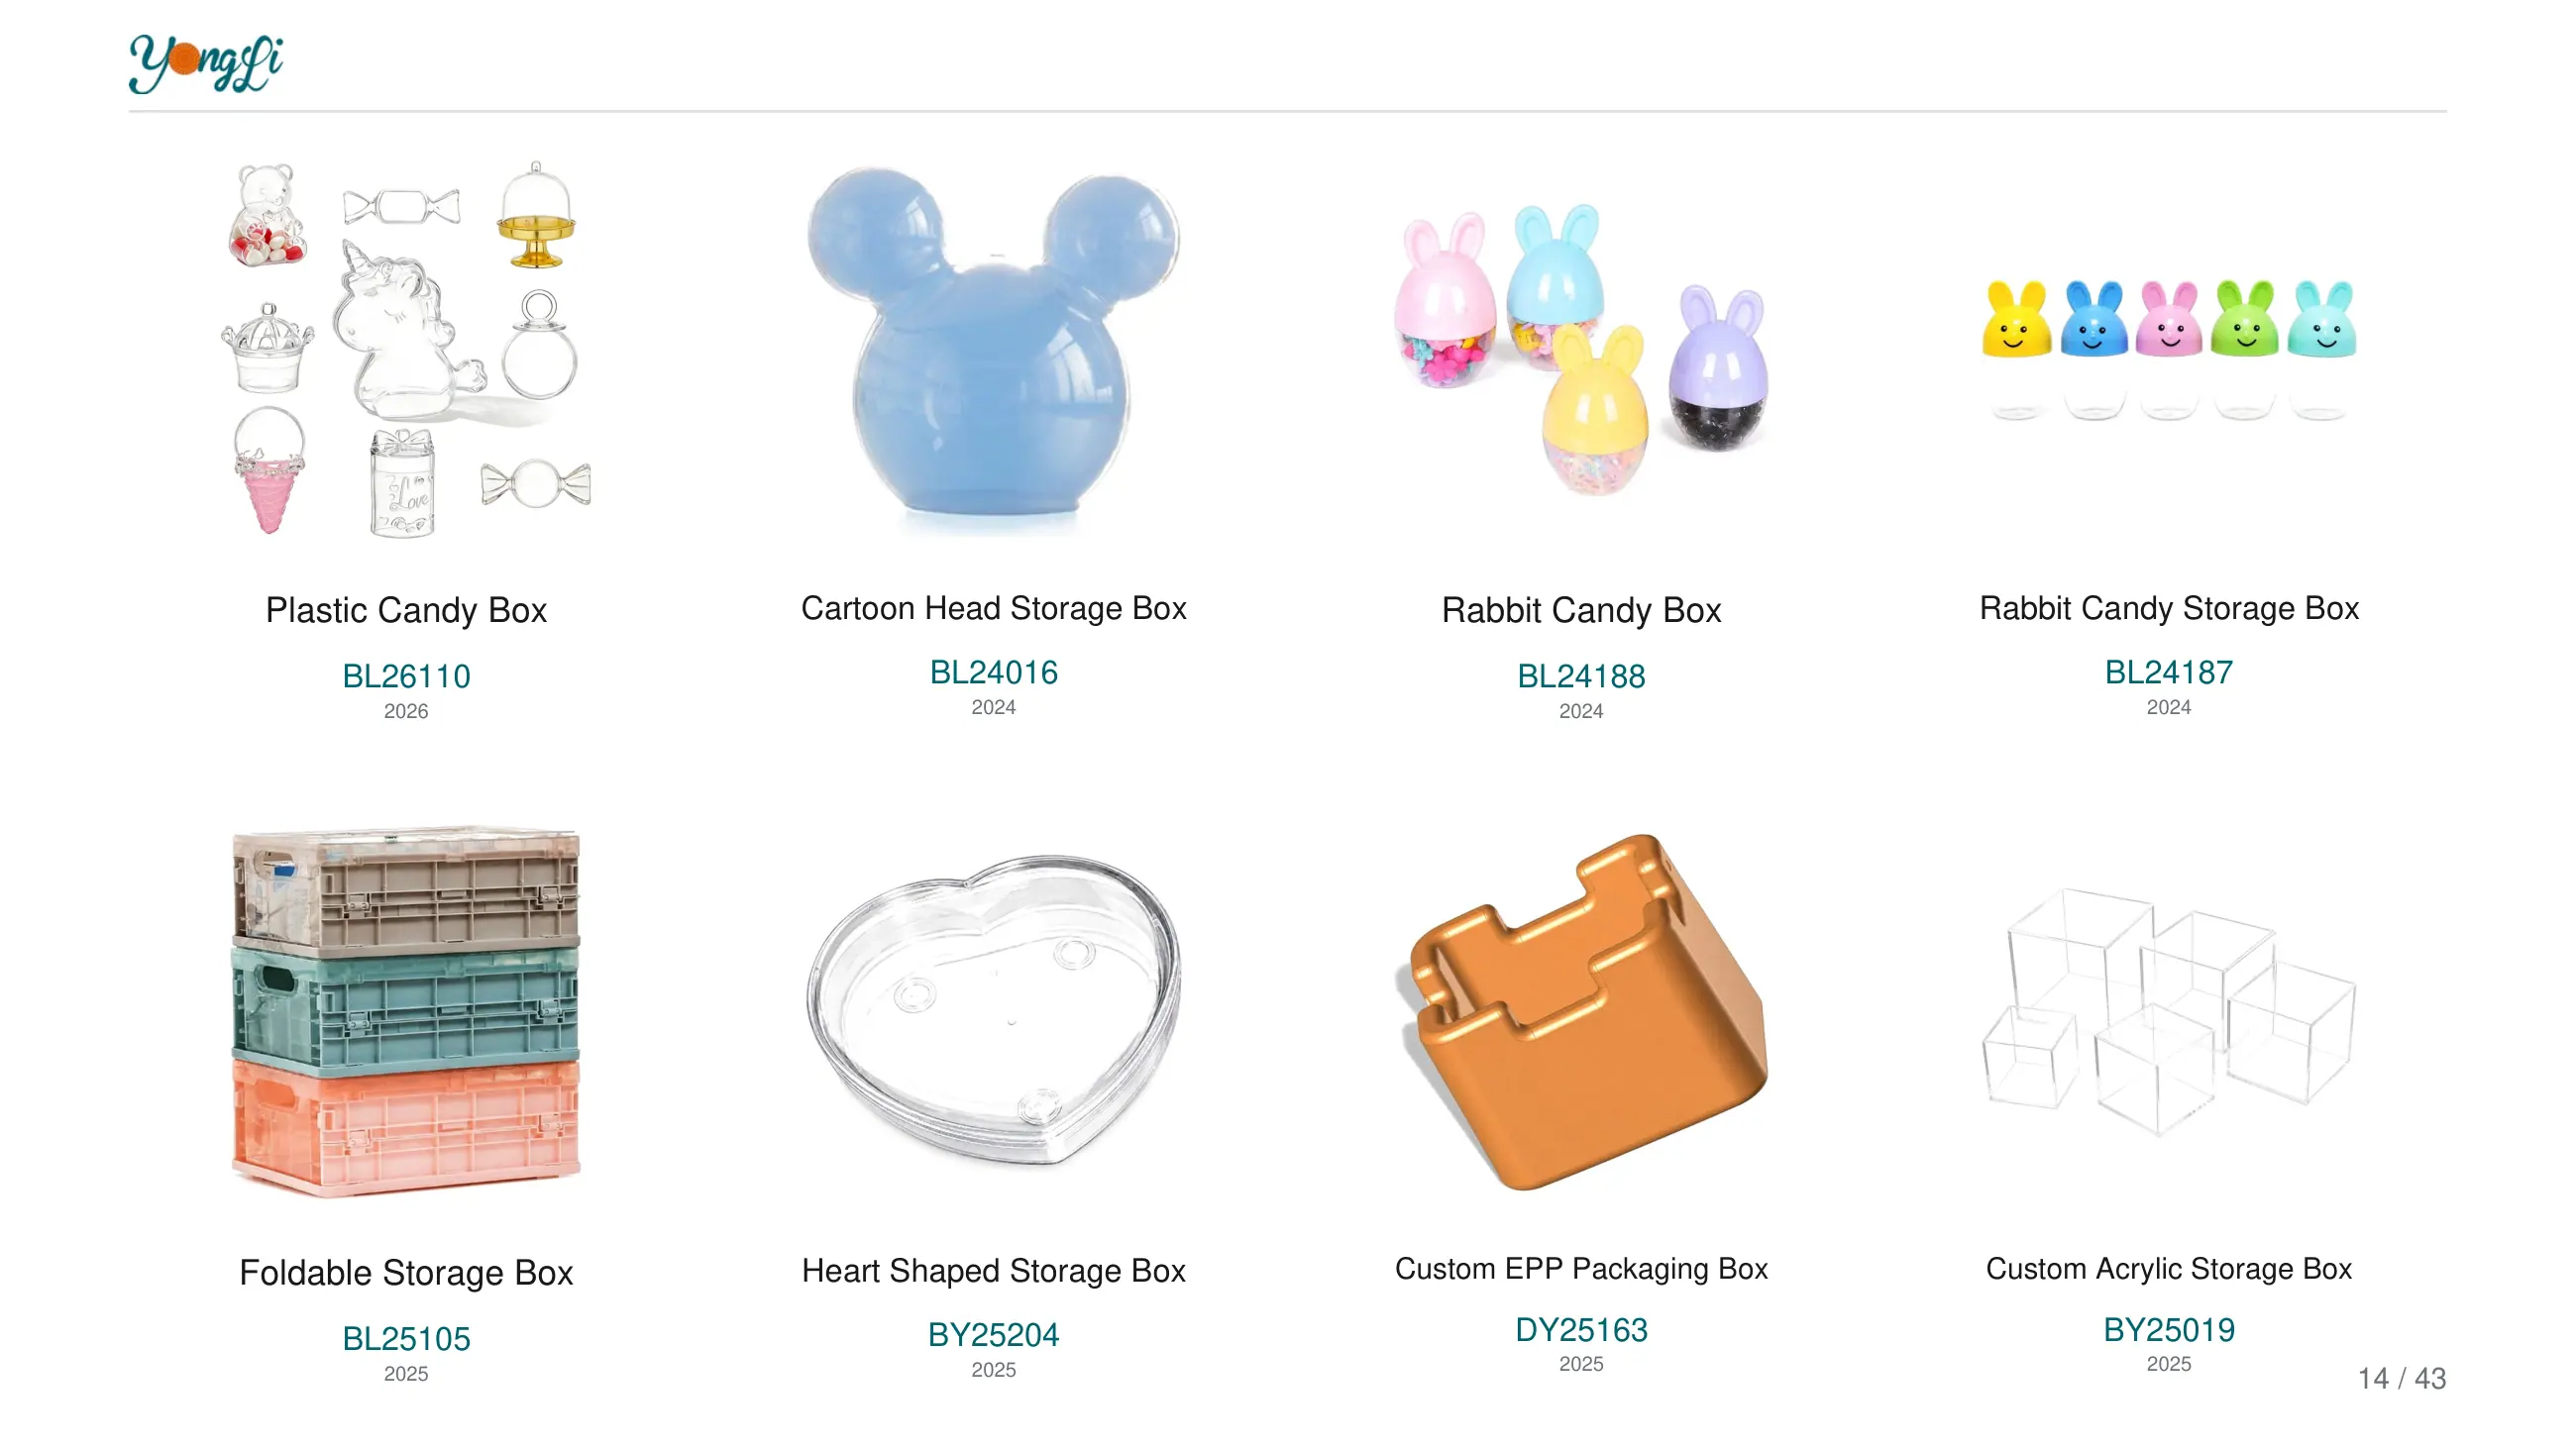 YongLi
Love
Plastic Candy Box
BL26110
2026
Cartoon Head Storage Box
BL24016
2024
Rabbit Candy Box
BL24188
2024
Rabbit Candy Storage Box
BL24187
2024
Foldable Storage Box
BL25105
2025
Heart Shaped Storage Box
BY25204
2025
Custom EPP Packaging Box
DY25163
2025
Custom Acrylic Storage Box
BY25019
2025
14 / 43